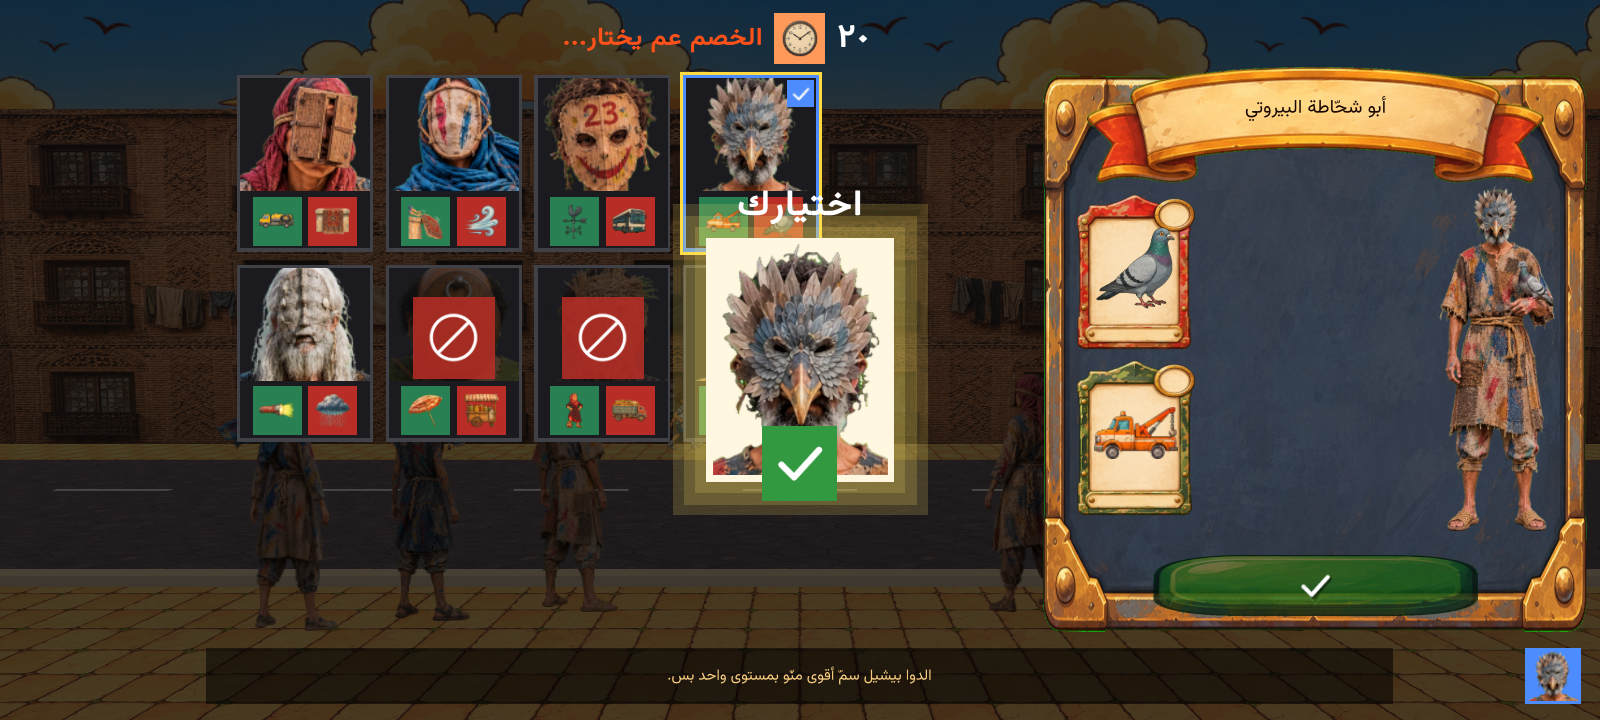 الخصم عم يختار...
٢٠
أبو شحّاطة البيروتي
23
اختيارك
الدوا بيشيل سمّ أقوى منّو بمستوى واحد بس.